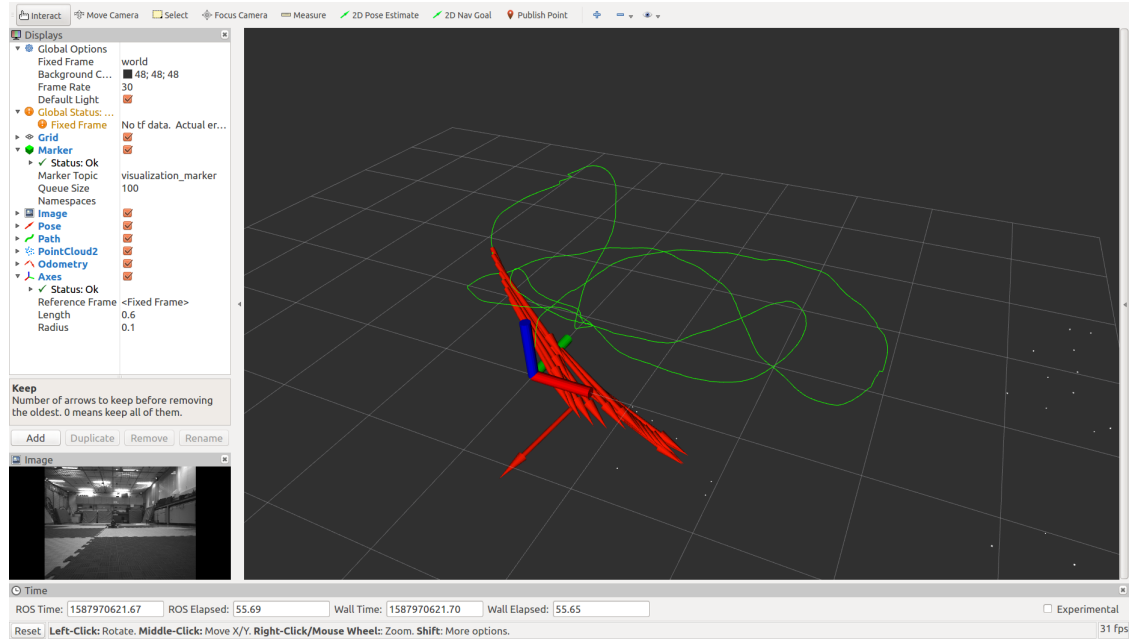 Interact Move Camera Select Focus Camera Measure 2D Pose Estimate 2D Nav Goal Publish Point
Displays
Global Options
Fixed Frame world
Background C... 48; 48; 48
Frame Rate 30
Default Light
Global Status: ...
Fixed Frame No tf data. Actual er...
Grid
Marker
Status: Ok
Marker Topic visualization_marker
Queue Size 100
Namespaces
Image
Pose
Path
PointCloud2
Odometry
Axes
Status: Ok
Reference Frame <Fixed Frame>
Length 0.6
Radius 0.1
Keep
Number of arrows to keep before removing
the oldest. 0 means keep all of them.
Add Duplicate Remove Rename
Image
Time
ROS Time: 1587970621.67 ROS Elapsed: 55.69 Wall Time: 1587970621.70 Wall Elapsed: 55.65 Experimental
Reset Left-Click: Rotate. Middle-Click: Move X/Y. Right-Click/Mouse Wheel:: Zoom. Shift: More options. 31 fps